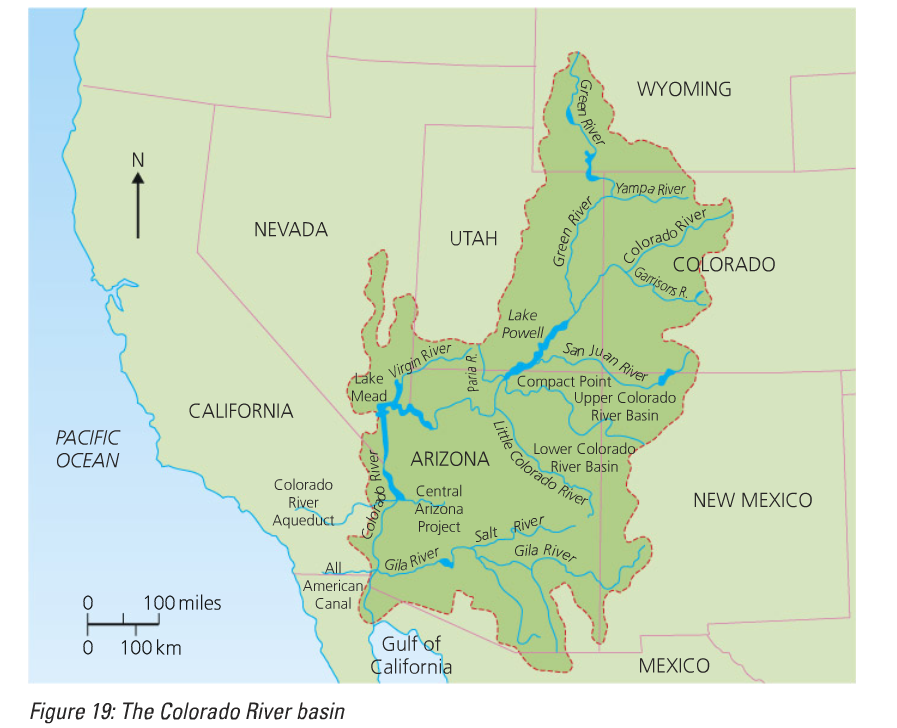 WYOMING
Green River
N
Yampa River
NEVADA
UTAH
Green River
Colorado River
COLORADO
Garrisons R.
Lake
Powell
San Juan River
Virgin River
Paria R.
Lake
Mead
Compact Point
Upper Colorado
River Basin
CALIFORNIA
PACIFIC
OCEAN
ARIZONA
Little Colorado River
Lower Colorado
River Basin
Colorado River
Colorado
River
Aqueduct
Central
Arizona
Project
NEW MEXICO
Salt River
Gila River
Gila River
All
American
Canal
0 100 miles
0 100 km
Gulf of
California
MEXICO
Figure 19: The Colorado River basin